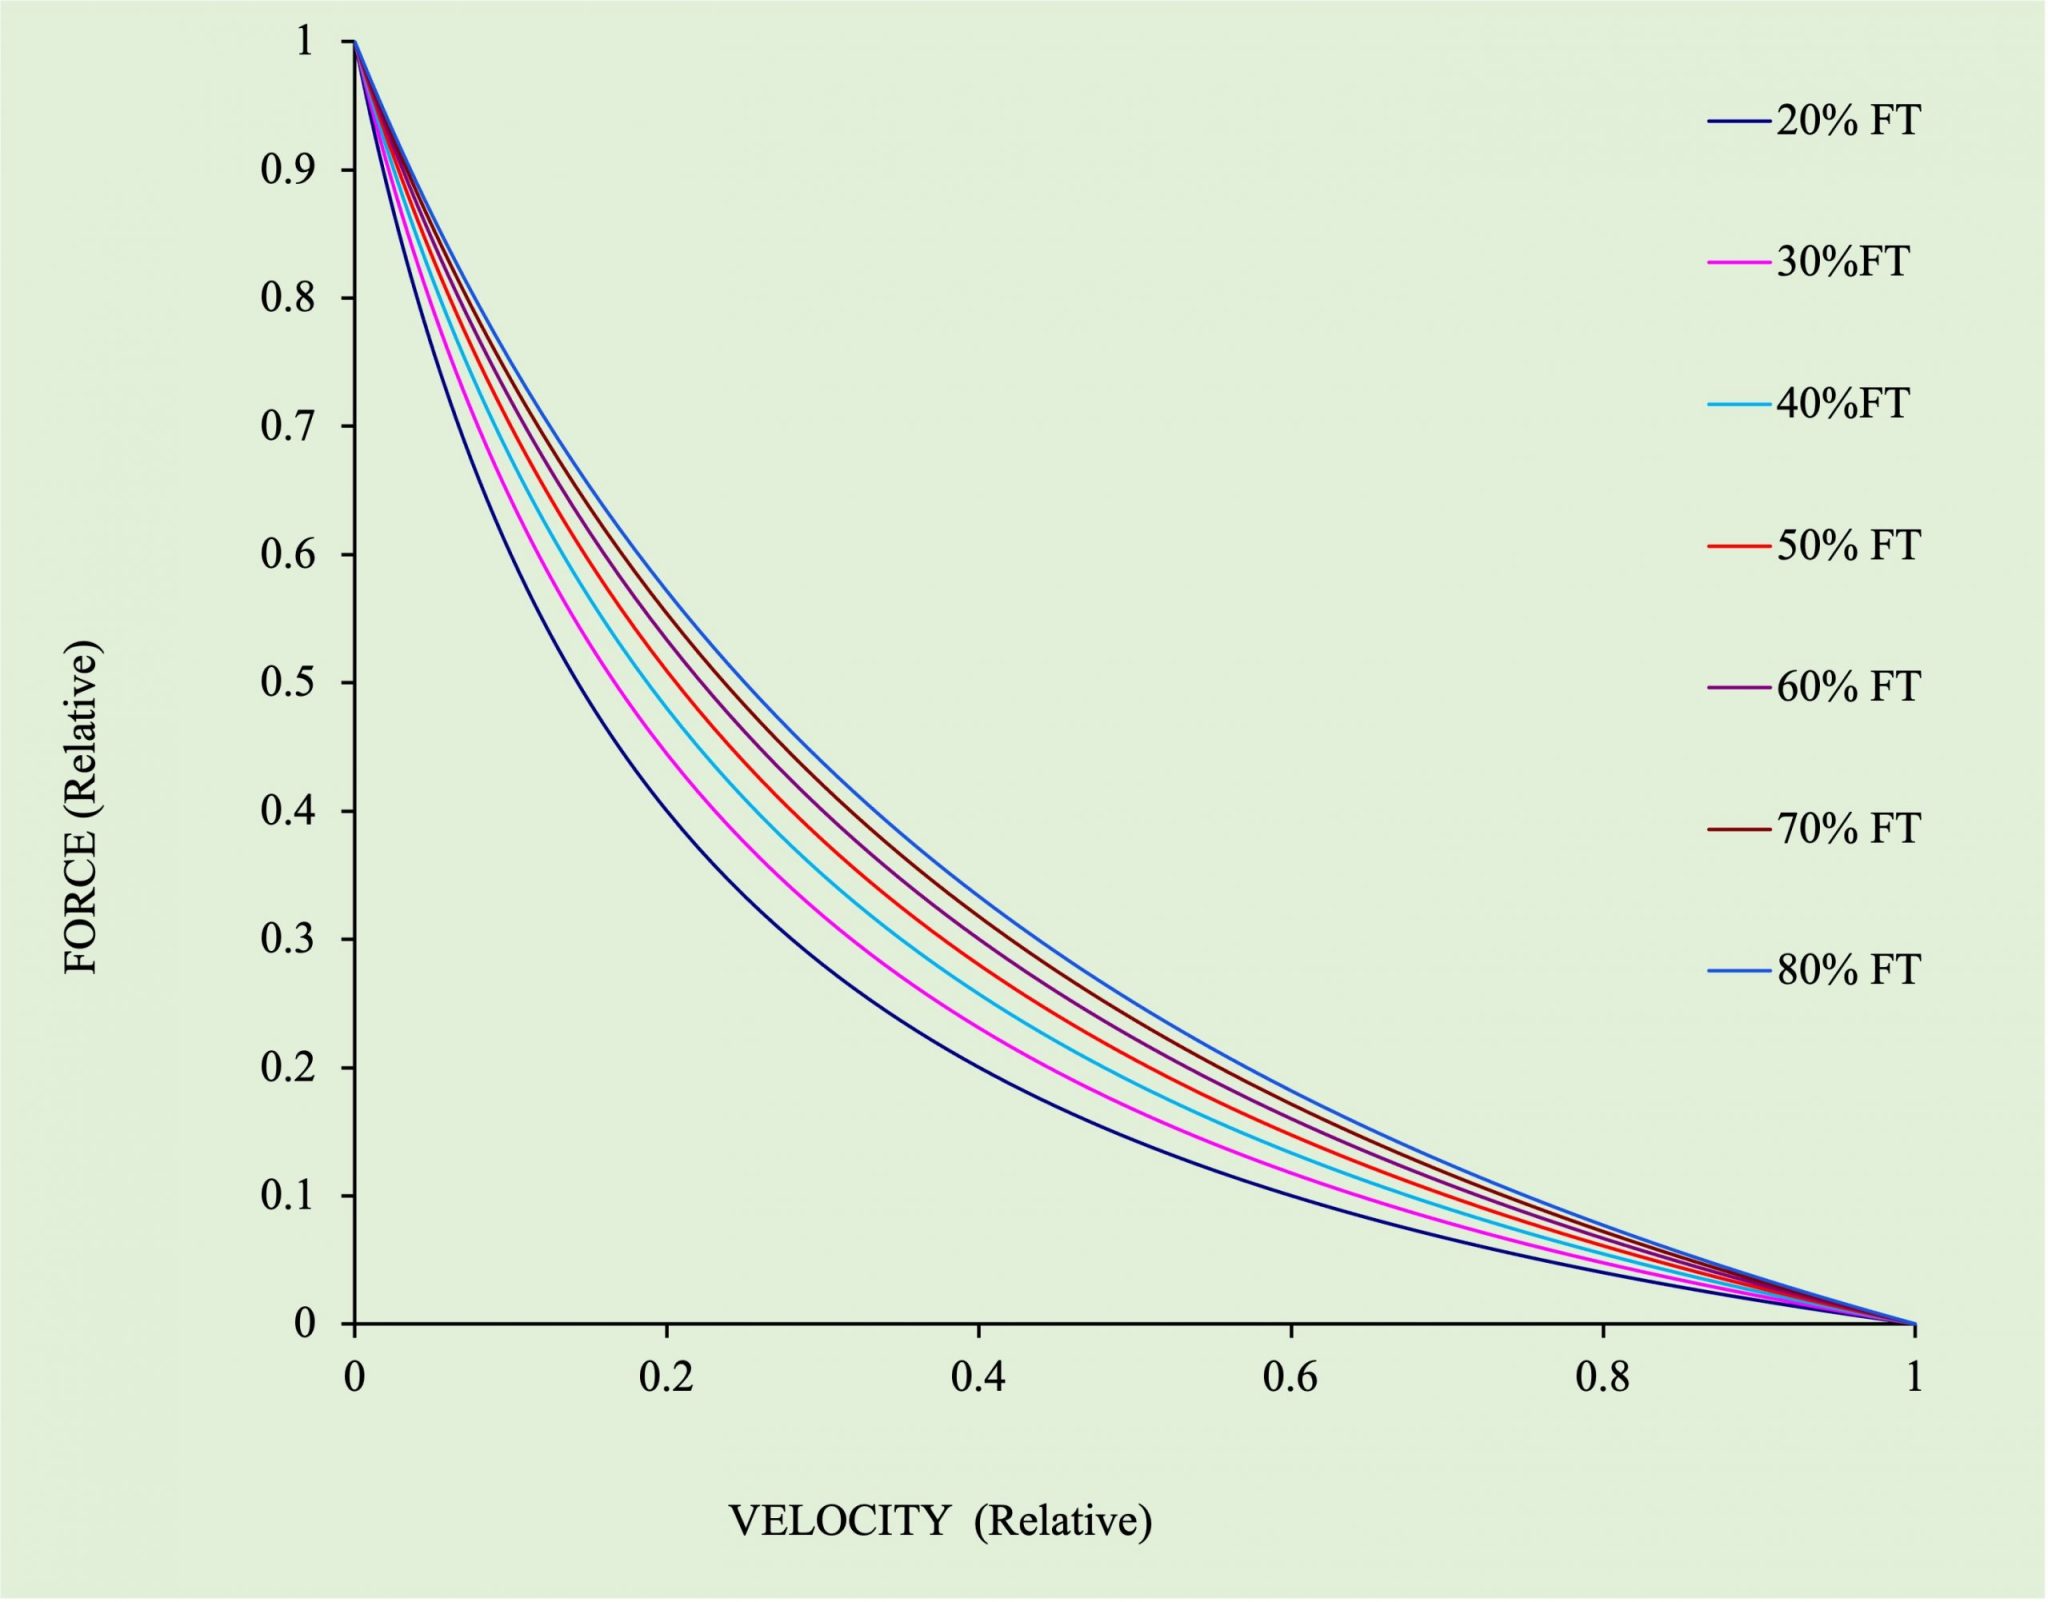 FORCE (Relative)
1
0.9
0.8
0.7
0.6
0.5
0.4
0.3
0.2
0.1
0
0 0.2 0.4 0.6 0.8 1
VELOCITY (Relative)
20% FT
30%FT
40%FT
50% FT
60% FT
70% FT
80% FT